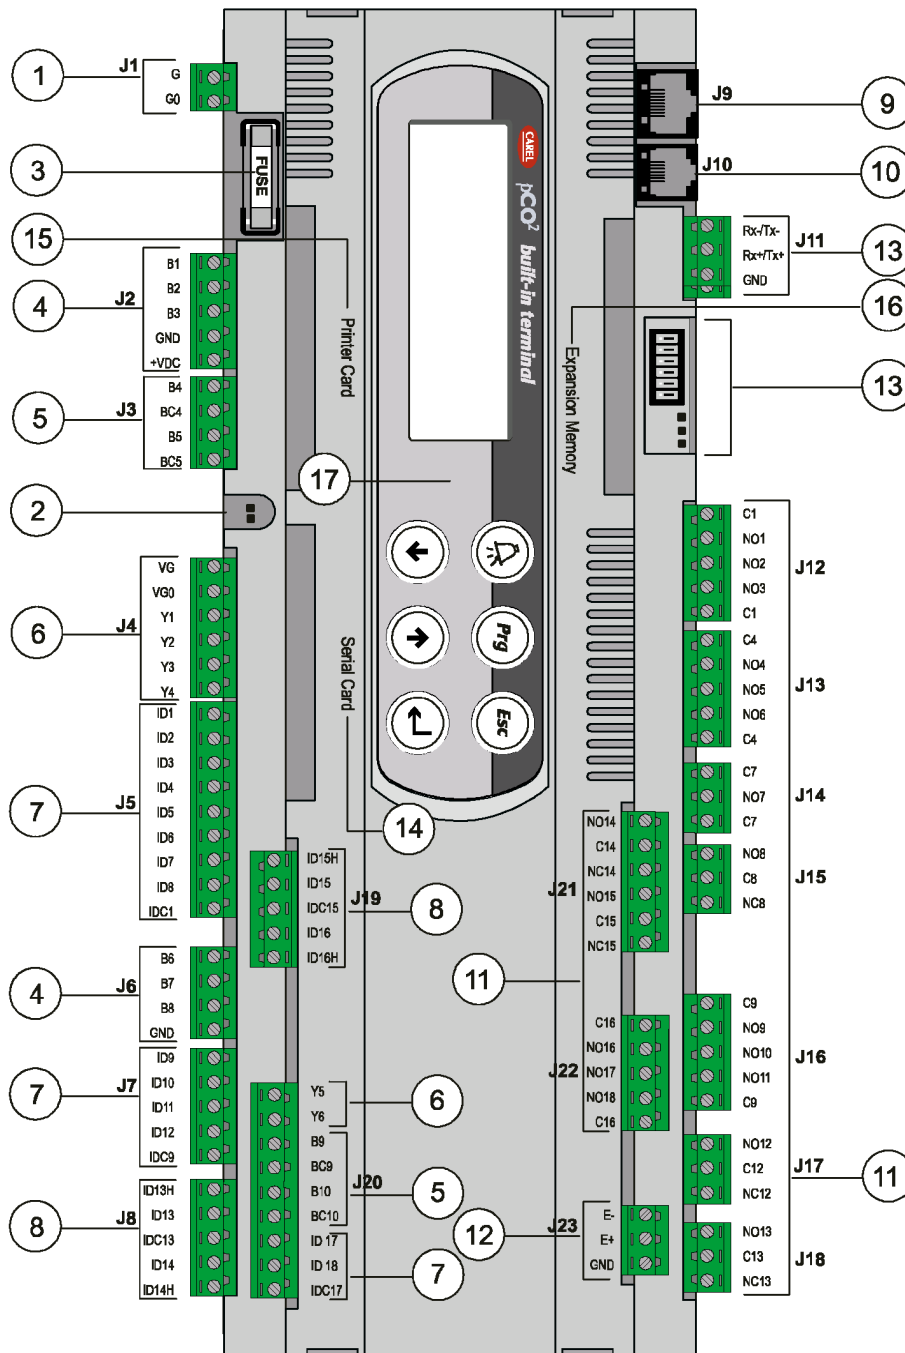 1
J1
G
G0
3
FUSE
15
4
J2
B1
B2
B3
GND
+VDC
5
J3
B4
BC4
B5
BC5
2
6
J4
VG
VG0
Y1
Y2
Y3
Y4
7
J5
ID1
ID2
ID3
ID4
ID5
ID6
ID7
ID8
IDC1
4
J6
B6
B7
B8
GND
7
J7
ID9
ID10
ID11
ID12
IDC9
8
J8
ID13H
ID13
IDC13
ID14
ID14H
CAREL
pCO²
built-in terminal
Printer Card
Expansion Memory
17
Prg
Esc
Serial Card
14
ID15H
ID15
IDC15
ID16
ID16H
J19
8
Y5
Y6
6
B9
BC9
B10
BC10
J20
5
ID 17
ID 18
IDC17
7
J21
NO14
C14
NC14
NO15
C15
NC15
11
J22
C16
NO16
NO17
NO18
C16
12
J23
E-
E+
GND
J9
9
J10
10
Rx-/Tx-
Rx+/Tx+
GND
J11
13
16
13
C1
NO1
NO2
NO3
C1
J12
C4
NO4
NO5
NO6
C4
J13
C7
NO7
C7
J14
NO8
C8
NC8
J15
C9
NO9
NO10
NO11
C9
J16
NO12
C12
NC12
J17
11
NO13
C13
NC13
J18